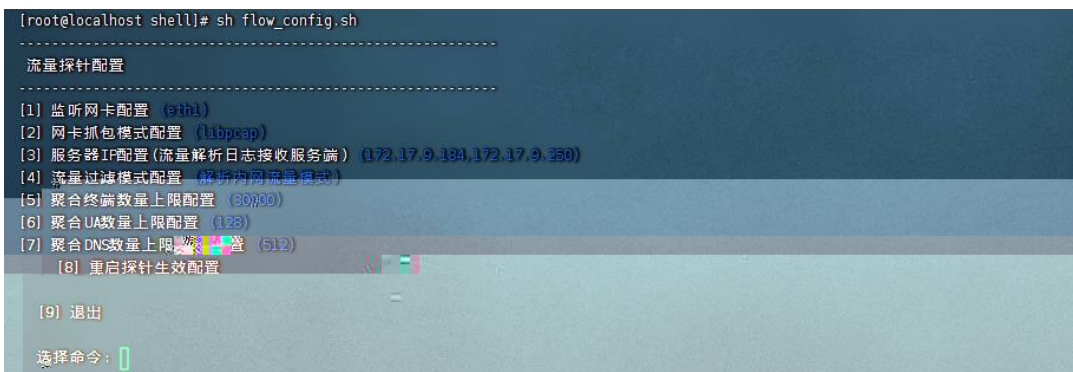 [root@localhost shell]# sh flow_config.sh
---------------------------------------------------------
流量探针配置
---------------------------------------------------------
[1] 监听网卡配置 (eth1)
[2] 网卡抓包模式配置 (libpcap)
[3] 服务器IP配置(流量解析日志接收服务端) (172.17.9.184,172.17.9.250)
[4] 流量过滤模式配置 (解析内网流量模式)
[5] 聚合终端数量上限配置 (30000)
[6] 聚合UA数量上限配置 (128)
[7] 聚合DNS数量上限 置 (512)
[8] 重启探针生效配置
[9] 退出
选择命令: